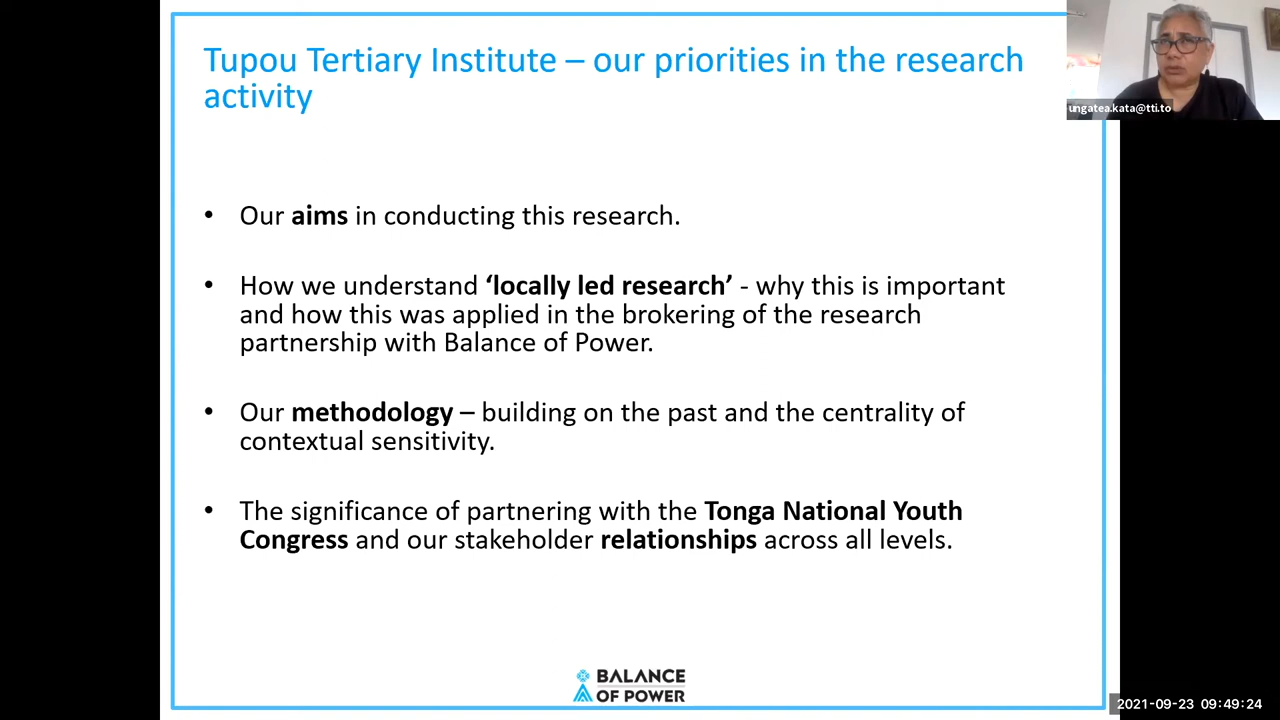 Tupou Tertiary Institute – our priorities in the research
activity
ungatea.kata@tti.to
• Our aims in conducting this research.
• How we understand ‘locally led research’ - why this is important
and how this was applied in the brokering of the research
partnership with Balance of Power.
• Our methodology – building on the past and the centrality of
contextual sensitivity.
• The significance of partnering with the Tonga National Youth
Congress and our stakeholder relationships across all levels.
BALANCE
OF POWER
2021-09-23 09:49:24